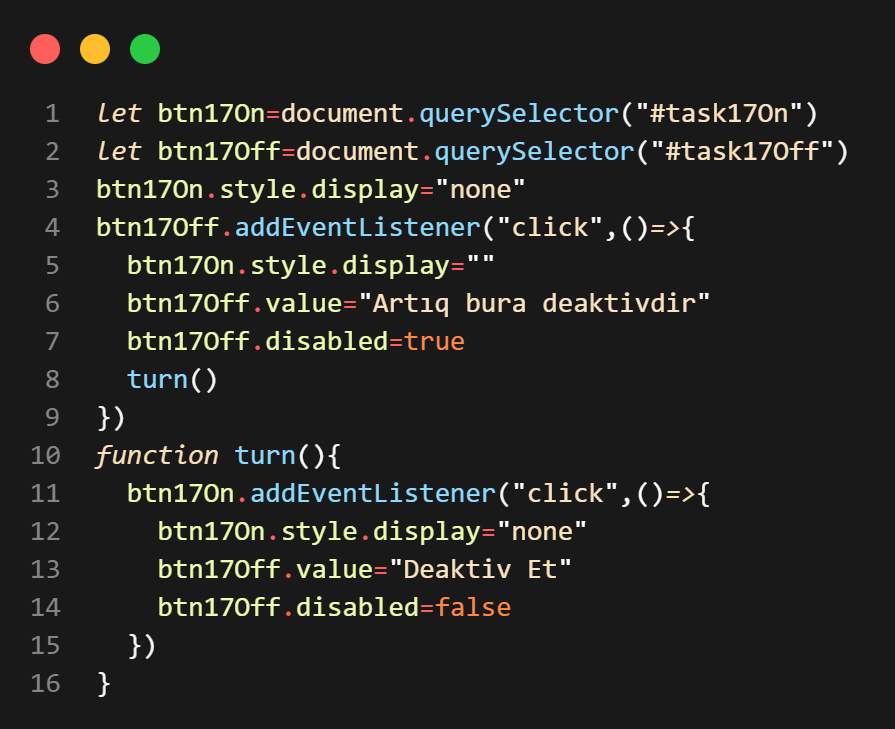 1 let btn17On=document.querySelector("#task17On")
2 let btn17Off=document.querySelector("#task17Off")
3 btn17On.style.display="none"
4 btn17Off.addEventListener("click",()=>{
5   btn17On.style.display=""
6   btn17Off.value="Artıq bura deaktivdir"
7   btn17Off.disabled=true
8   turn()
9 })
10 function turn(){
11   btn17On.addEventListener("click",()=>{
12     btn17On.style.display="none"
13     btn17Off.value="Deaktiv Et"
14     btn17Off.disabled=false
15   })
16 }